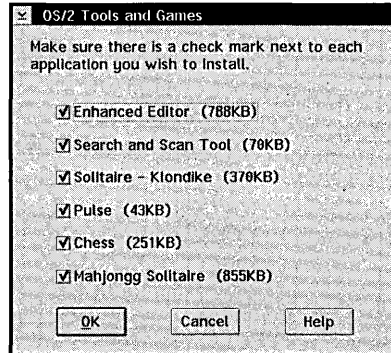 OS/2 Tools and Games
Make sure there is a check mark next to each
application you wish to install.
Enhanced Editor (788KB)
Search and Scan Tool (70KB)
Solitaire - Klondike (370KB)
Pulse (43KB)
Chess (251KB)
Mahjongg Solitaire (855KB)
OK Cancel Help